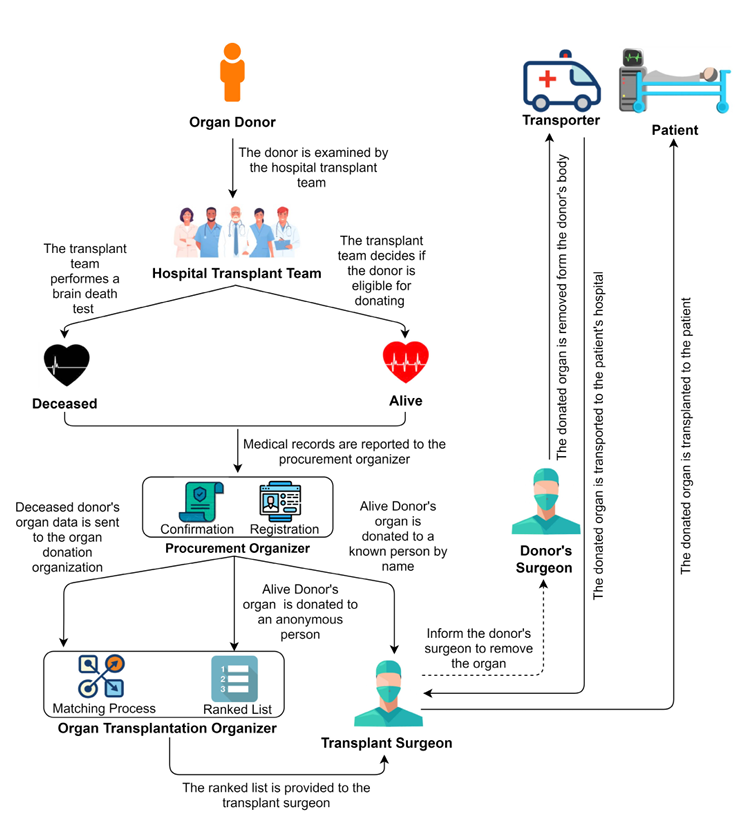 Organ Donor
Transporter
Patient
The donor is examined by
the hospital transplant
team
The transplant
team
performes a
brain death
test
Hospital Transplant Team
The transplant
team decides if
the donor is
eligible for
donating
Deceased
Alive
Medical records are reported to the
procurement organizer
Deceased donor's
organ data is sent
to the organ
donation
organization
Confirmation
Registration
Procurement Organizer
Alive Donor's
organ is
donated to a
known person by
name
Alive Donor's
organ is donated to
an anonymous
person
Matching Process
1
2
3
Ranked List
Organ Transplantation Organizer
The ranked list is provided to the
transplant surgeon
Transplant Surgeon
Inform the donor's
surgeon to remove
the organ
Donor's
Surgeon
The donated organ is removed form the donor's body
The donated organ is transported to the patient's hospital
The donated organ is transplanted to the patient